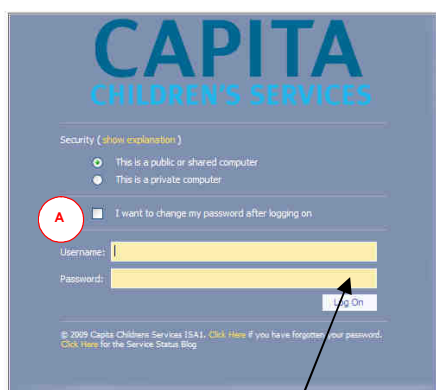 CAPITA
CHILDREN'S SERVICES
Security ( show explanation )
This is a public or shared computer
This is a private computer
A
I want to change my password after logging on
Username:
Password:
Log On
© 2009 Capita Childrens Services ISA1. Click Here if you have forgotten your password.
Click Here for the Service Status Blog